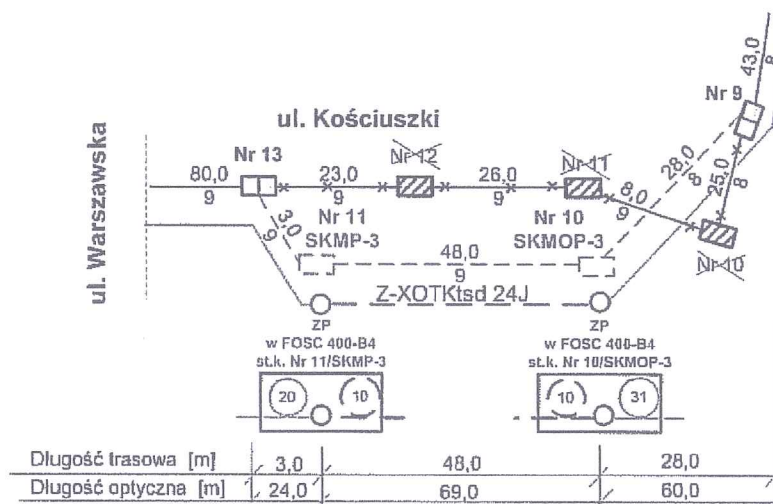 43,0
8
Nr 9
ul. Kościuszki
ul. Warszawska
Nr 13
Nr 12
Nr 11
80,0
9
23,0
9
26,0
9
8,0
9
28,0
8
25,0
8
Nr 10
3,0
9
Nr 11
SKMP-3
48,0
9
Nr 10
SKMOP-3
Z-XOTKtsd 24J
ZP
w FOSC 400-B4
st.k. Nr 11/SKMP-3
20
10
ZP
w FOSC 400-B4
st.k. Nr 10/SKMOP-3
10
31
Długość trasowa [m] 3,0 48,0 28,0
Długość optyczna [m] 24,0 69,0 60,0